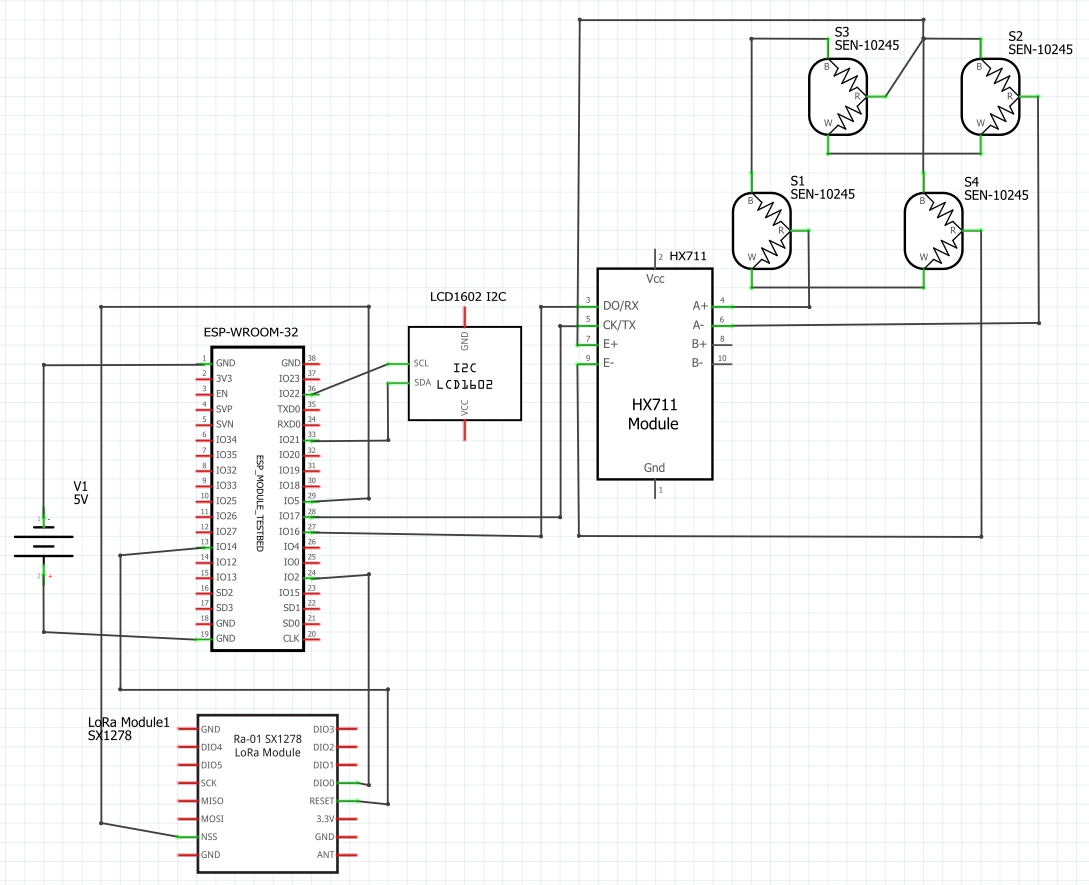 S3
SEN-10245
B
R
W
S2
SEN-10245
B
R
W
S1
SEN-10245
B
R
W
S4
SEN-10245
B
R
W
HX711
2
Vcc
3 DO/RX
5 CK/TX
7 E+
9 E-
A+ 4
A- 6
B+ 8
B- 10
HX711
Module
Gnd
1
LCD1602 I2C
GND
SCL
SDA
I2C
LCD1602
VCC
ESP-WROOM-32
1 GND
2 3V3
3 EN
4 SVP
5 SVN
6 IO34
7 IO35
8 IO32
9 IO33
10 IO25
11 IO26
12 IO27
13 IO14
14 IO12
15 IO13
16 SD2
17 SD3
18 GND
19 GND
ESP_MODULE_TESTBED
GND 38
IO23 37
IO22 36
TXD0 35
RXD0 34
IO21 33
IO20 32
IO19 31
IO18 30
IO5 29
IO17 28
IO16 27
IO4 26
IO0 25
IO2 24
IO15 23
SD1 22
SD0 21
CLK 20
V1
5V
1 -
2 +
LoRa Module1
SX1278
Ra-01 SX1278
LoRa Module
GND
DIO4
DIO5
SCK
MISO
MOSI
NSS
GND
DIO3
DIO2
DIO1
DIO0
RESET
3.3V
GND
ANT